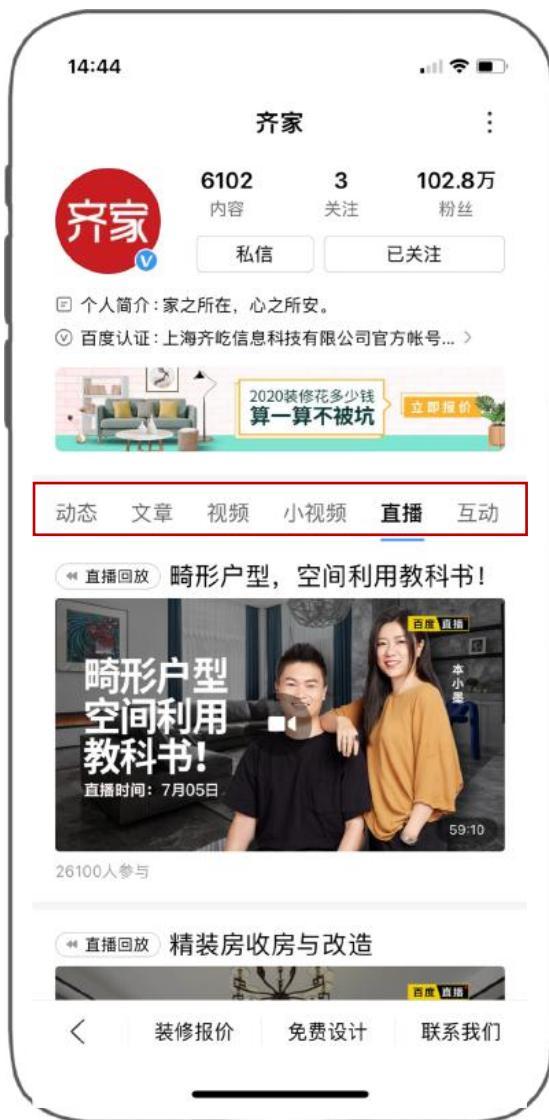 14:44
齐家
齐家
6102 3 102.8万
内容 关注 粉丝
私信 已关注
个人简介：家之所在，心之所安。
百度认证：上海齐屹信息科技有限公司官方帐号...
2020装修花多少钱
算一算不被坑
立即报价
动态 文章 视频 小视频 直播 互动
直播回放 畸形户型，空间利用教科书！
百度 直播
畸形户型
空间利用
教科书！
直播时间：7月05日
本小墨
59:10
26100人参与
直播回放 精装房收房与改造
百度 直播
装修报价 免费设计 联系我们